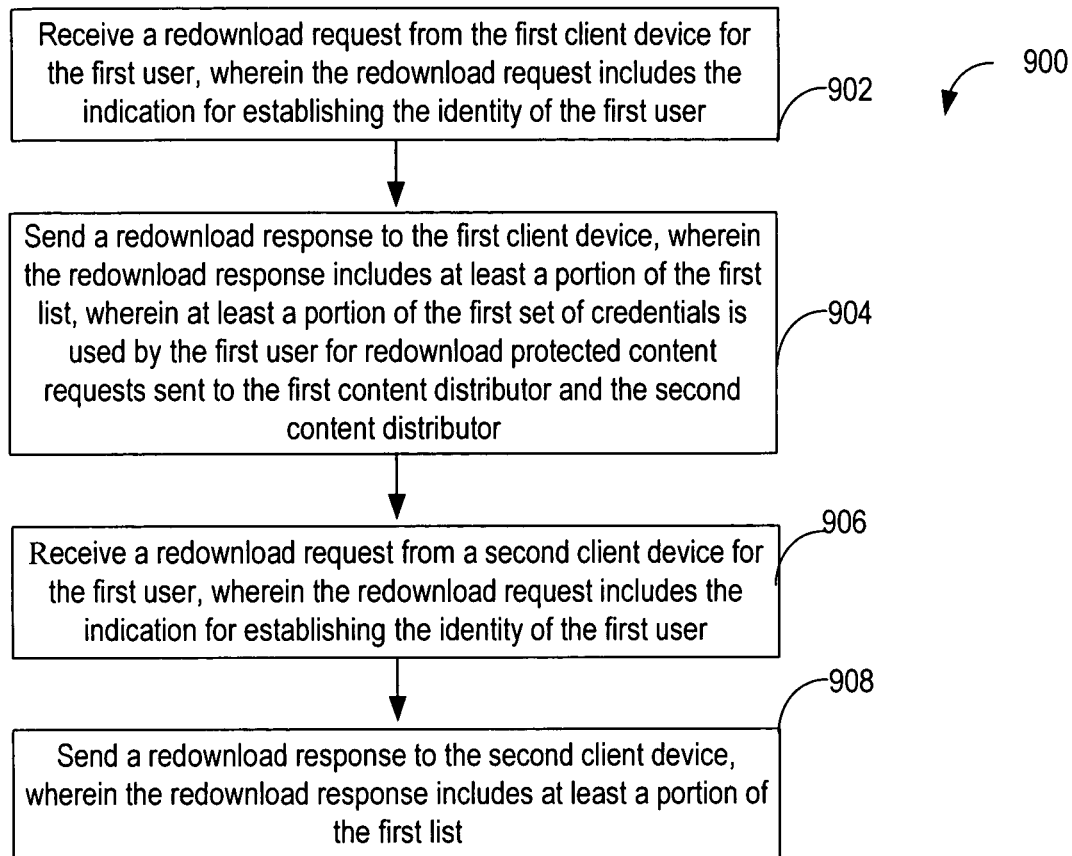 Receive a redownload request from the first client device for
the first user, wherein the redownload request includes the
indication for establishing the identity of the first user
902
900
Send a redownload response to the first client device, wherein
the redownload response includes at least a portion of the first
list, wherein at least a portion of the first set of credentials is
used by the first user for redownload protected content
requests sent to the first content distributor and the second
content distributor
904
Receive a redownload request from a second client device for
the first user, wherein the redownload request includes the
indication for establishing the identity of the first user
906
Send a redownload response to the second client device,
wherein the redownload response includes at least a portion of
the first list
908